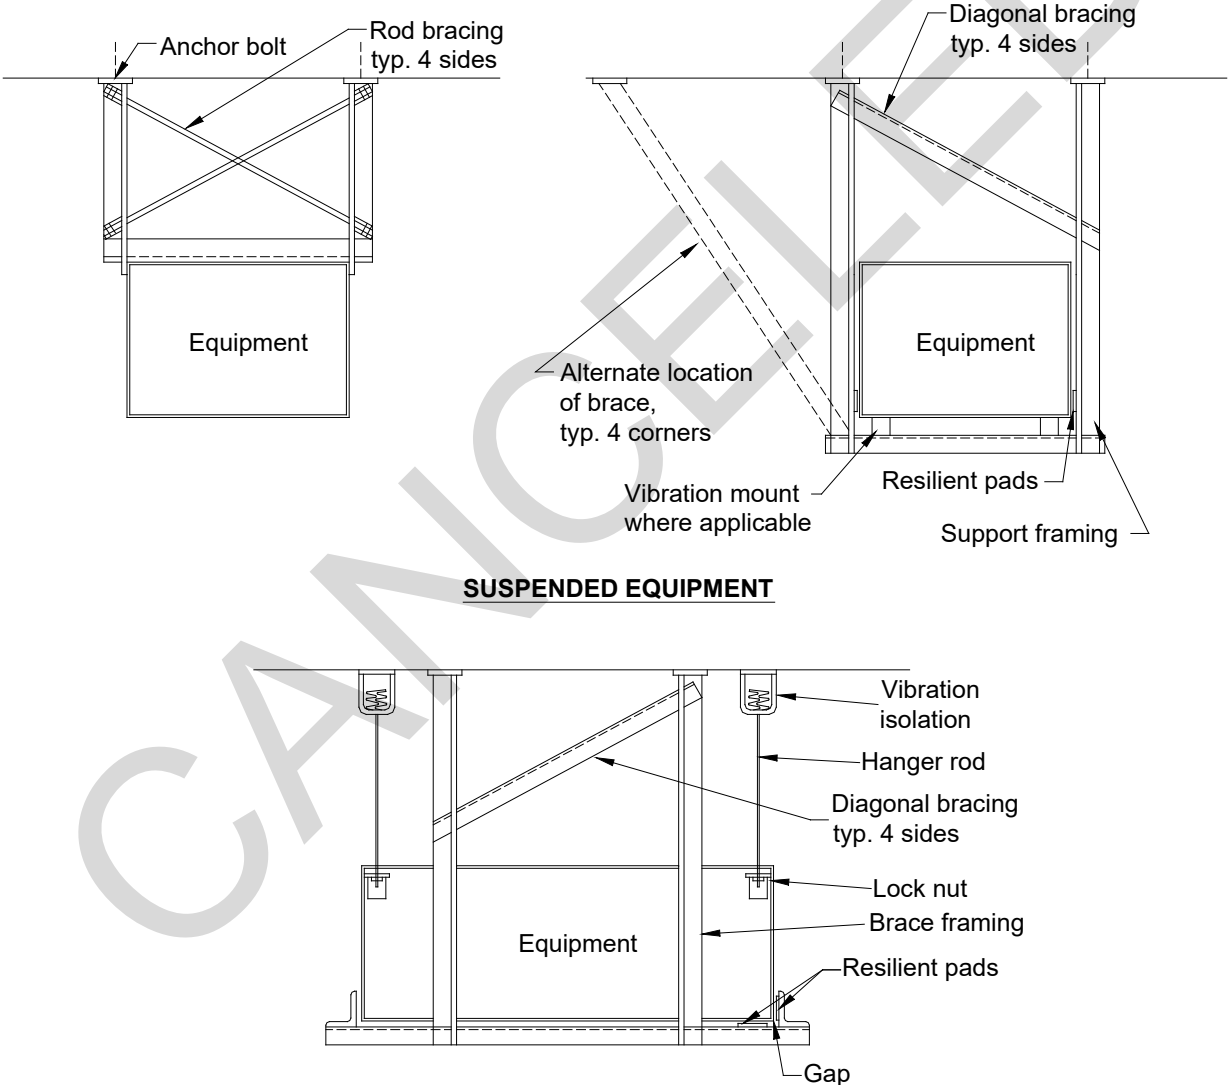 Anchor bolt
Rod bracing
typ. 4 sides
Diagonal bracing
typ. 4 sides
Equipment
Equipment
Alternate location
of brace,
typ. 4 corners
Vibration mount
where applicable
Resilient pads
Support framing
SUSPENDED EQUIPMENT
Vibration
isolation
Hanger rod
Diagonal bracing
typ. 4 sides
Lock nut
Brace framing
Equipment
Resilient pads
Gap
CANCELE